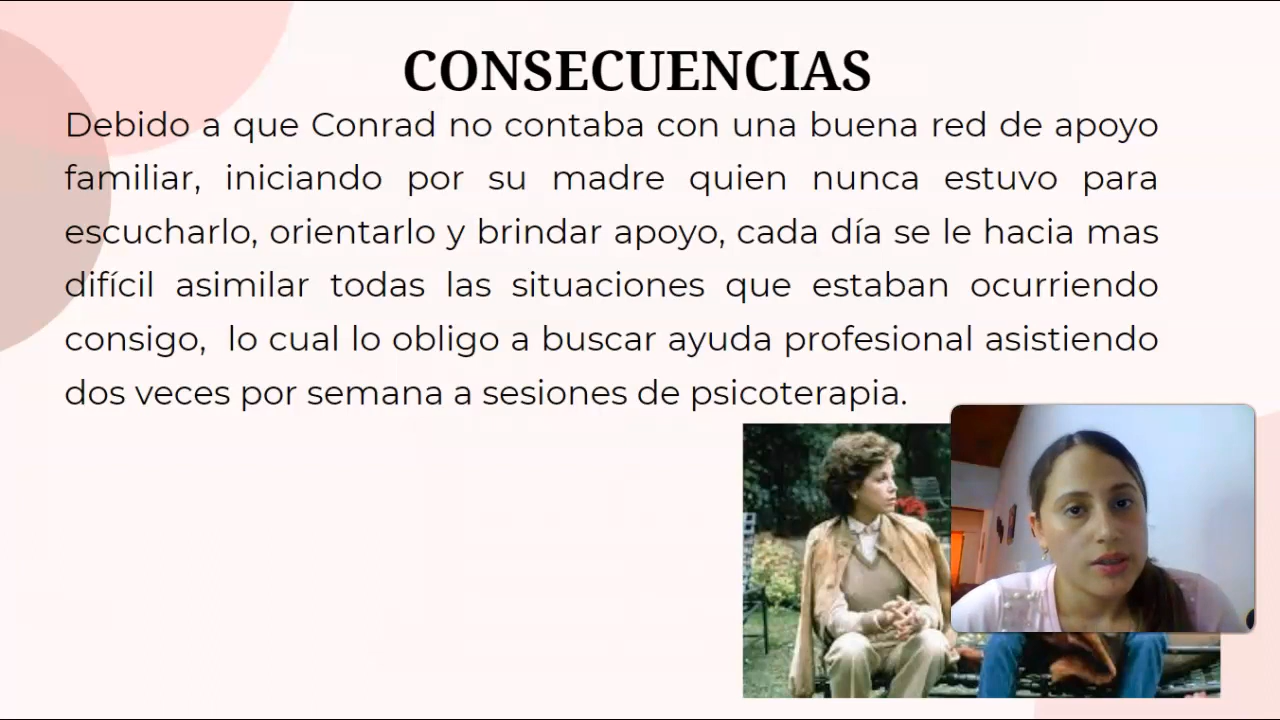 CONSECUENCIAS
Debido a que Conrad no contaba con una buena red de apoyo
familiar, iniciando por su madre quien nunca estuvo para
escucharlo, orientarlo y brindar apoyo, cada día se le hacia mas
difícil asimilar todas las situaciones que estaban ocurriendo
consigo, lo cual lo obligo a buscar ayuda profesional asistiendo
dos veces por semana a sesiones de psicoterapia.